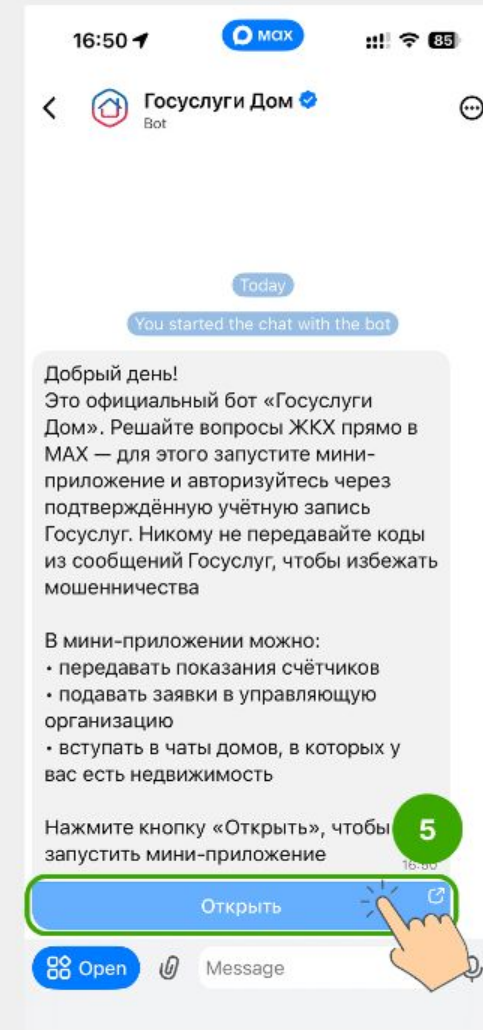 16:50
max
85
Госуслуги Дом
Bot
Today
You started the chat with the bot
Добрый день!
Это официальный бот «Госуслуги
Дом». Решайте вопросы ЖКХ прямо в
MAX — для этого запустите мини-
приложение и авторизуйтесь через
подтверждённую учётную запись
Госуслуг. Никому не передавайте коды
из сообщений Госуслуг, чтобы избежать
мошенничества
В мини-приложении можно:
• передавать показания счётчиков
• подавать заявки в управляющую
организацию
• вступать в чаты домов, в которых у
вас есть недвижимость
Нажмите кнопку «Открыть», чтобы
запустить мини-приложение
5
16:50
Открыть
Open
Message